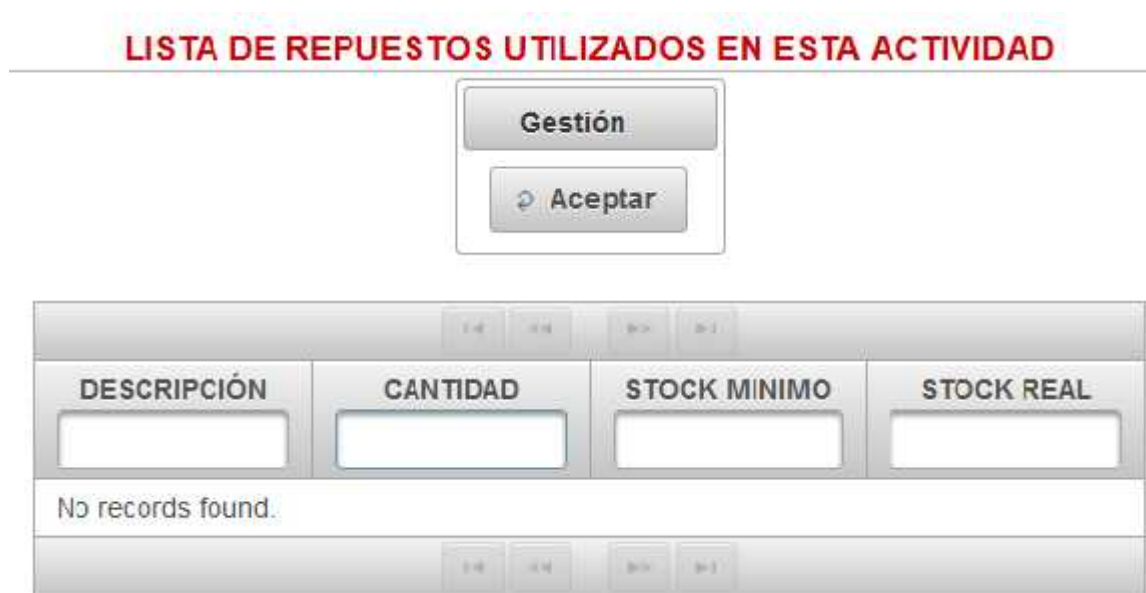 LISTA DE REPUESTOS UTILIZADOS EN ESTA ACTIVIDAD
Gestión
Aceptar
DESCRIPCIÓN CANTIDAD STOCK MINIMO STOCK REAL
No records found.